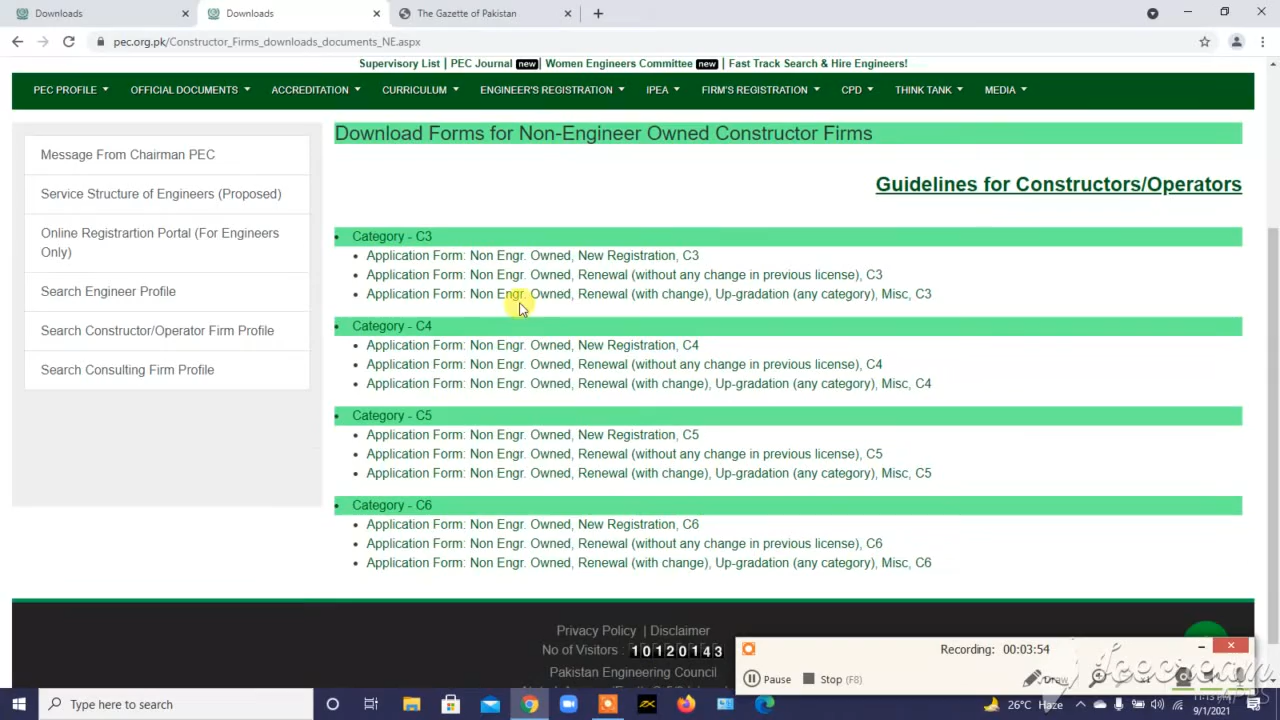 Downloads
Downloads
The Gazette of Pakistan
pec.org.pk/Constructor_Firms_downloads_documents_NE.aspx
Supervisory List | PEC Journal new | Women Engineers Committee new | Fast Track Search & Hire Engineers!
PEC PROFILE OFFICIAL DOCUMENTS ACCREDITATION CURRICULUM ENGINEER'S REGISTRATION IPEA FIRM'S REGISTRATION CPD THINK TANK MEDIA
Message From Chairman PEC
Service Structure of Engineers (Proposed)
Online Registrartion Portal (For Engineers
Only)
Search Engineer Profile
Search Constructor/Operator Firm Profile
Search Consulting Firm Profile
Download Forms for Non-Engineer Owned Constructor Firms
Guidelines for Constructors/Operators
Category - C3
Application Form: Non Engr. Owned, New Registration, C3
Application Form: Non Engr. Owned, Renewal (without any change in previous license), C3
Application Form: Non Engr. Owned, Renewal (with change), Up-gradation (any category), Misc, C3
Category - C4
Application Form: Non Engr. Owned, New Registration, C4
Application Form: Non Engr. Owned, Renewal (without any change in previous license), C4
Application Form: Non Engr. Owned, Renewal (with change), Up-gradation (any category), Misc, C4
Category - C5
Application Form: Non Engr. Owned, New Registration, C5
Application Form: Non Engr. Owned, Renewal (without any change in previous license), C5
Application Form: Non Engr. Owned, Renewal (with change), Up-gradation (any category), Misc, C5
Category - C6
Application Form: Non Engr. Owned, New Registration, C6
Application Form: Non Engr. Owned, Renewal (without any change in previous license), C6
Application Form: Non Engr. Owned, Renewal (with change), Up-gradation (any category), Misc, C6
Privacy Policy | Disclaimer
No of Visitors : 10120143
Pakistan Engineering Council
Recording: 00:03:54
Pause
Stop (F8)
Draw
Icecream
APPS
Type here to search
26°C Haze
11:15 PM
9/1/2021